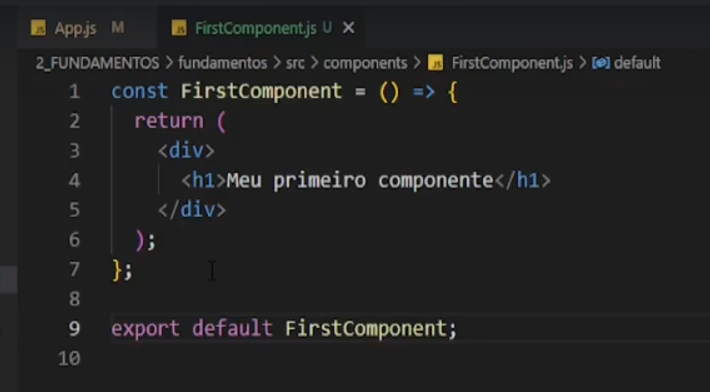 JS App.js M JS FirstComponent.js U ×
2_FUNDAMENTOS > fundamentos > src > components > JS FirstComponent.js > default
1 const FirstComponent = () => {
2 return (
3 <div>
4 <h1>Meu primeiro componente</h1>
5 </div>
6 );
7 };
8
9 export default FirstComponent;
10